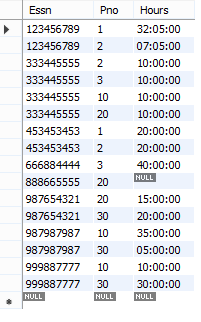 Essn Pno Hours
123456789 1 32:05:00
123456789 2 07:05:00
333445555 2 10:00:00
333445555 3 10:00:00
333445555 10 10:00:00
333445555 20 10:00:00
453453453 1 20:00:00
453453453 2 20:00:00
666884444 3 40:00:00
888665555 20 NULL
987654321 20 15:00:00
987654321 30 20:00:00
987987987 10 35:00:00
987987987 30 05:00:00
999887777 10 10:00:00
999887777 30 30:00:00
NULL NULL NULL